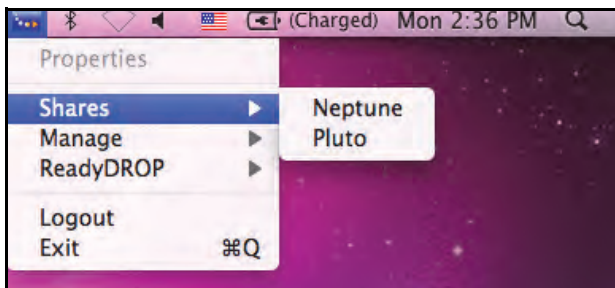 (Charged) Mon 2:36 PM
Properties
Shares
Neptune
Manage
Pluto
ReadyDROP
Logout
Exit ⌘Q